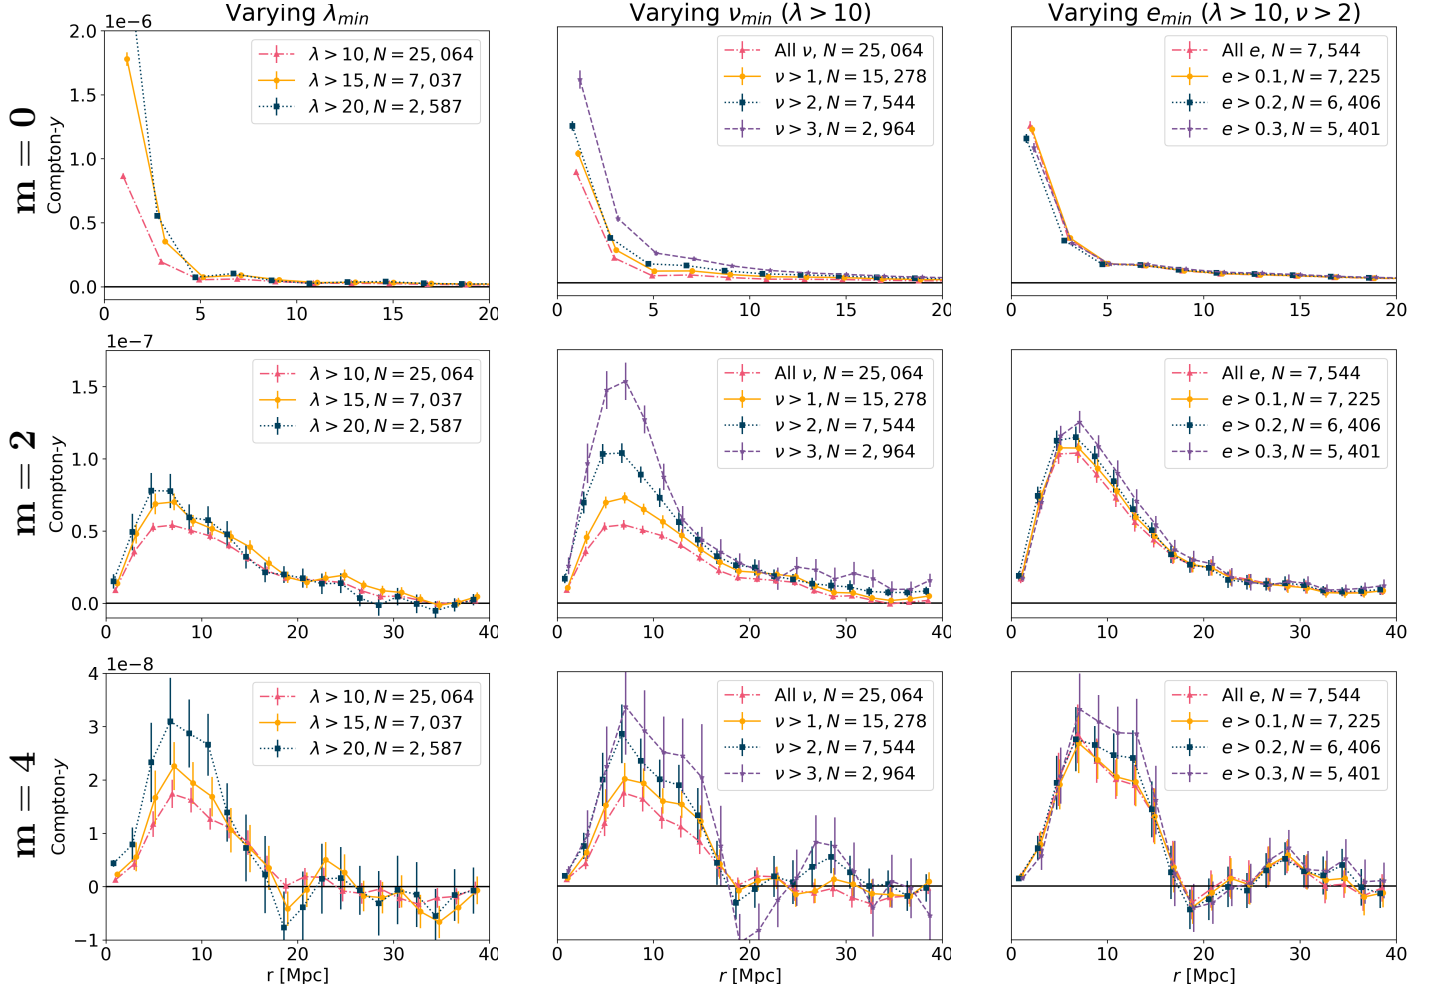 Varying λ_min
Varying ν_min (λ > 10)
Varying e_min (λ > 10, ν > 2)
m = 0
Compton-y
1e−6
2.0
1.5
1.0
0.5
0.0
0 5 10 15 20
λ > 10, N = 25, 064
λ > 15, N = 7, 037
λ > 20, N = 2, 587
0 5 10 15 20
All ν, N = 25, 064
ν > 1, N = 15, 278
ν > 2, N = 7, 544
ν > 3, N = 2, 964
0 5 10 15 20
All e, N = 7, 544
e > 0.1, N = 7, 225
e > 0.2, N = 6, 406
e > 0.3, N = 5, 401
m = 2
Compton-y
1e−7
1.5
1.0
0.5
0.0
0 10 20 30 40
λ > 10, N = 25, 064
λ > 15, N = 7, 037
λ > 20, N = 2, 587
0 10 20 30 40
All ν, N = 25, 064
ν > 1, N = 15, 278
ν > 2, N = 7, 544
ν > 3, N = 2, 964
0 10 20 30 40
All e, N = 7, 544
e > 0.1, N = 7, 225
e > 0.2, N = 6, 406
e > 0.3, N = 5, 401
m = 4
Compton-y
1e−8
4
3
2
1
0
−1
0 10 20 30 40
r [Mpc]
λ > 10, N = 25, 064
λ > 15, N = 7, 037
λ > 20, N = 2, 587
0 10 20 30 40
r [Mpc]
All ν, N = 25, 064
ν > 1, N = 15, 278
ν > 2, N = 7, 544
ν > 3, N = 2, 964
0 10 20 30 40
r [Mpc]
All e, N = 7, 544
e > 0.1, N = 7, 225
e > 0.2, N = 6, 406
e > 0.3, N = 5, 401